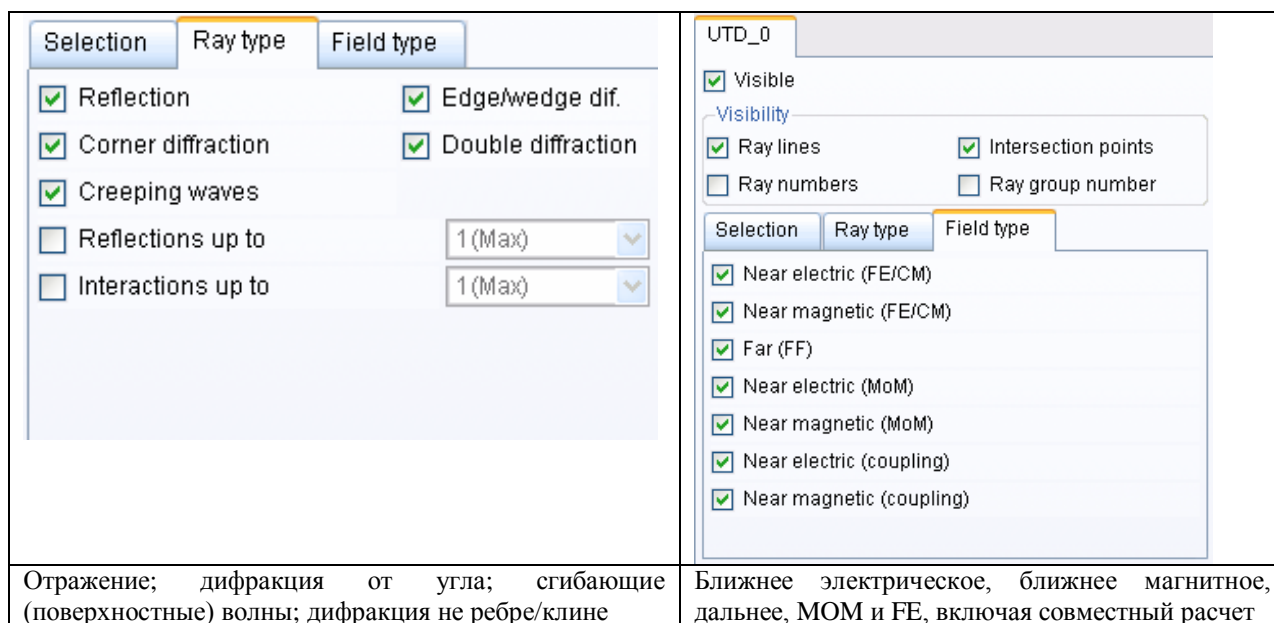 Selection Ray type Field type
Reflection Edge/wedge dif.
Corner diffraction Double diffraction
Creeping waves
Reflections up to 1 (Max)
Interactions up to 1 (Max)
Отражение; дифракция от угла; сгибающие
(поверхностные) волны; дифракция не ребре/клине
UTD_0
Visible
Visibility
Ray lines Intersection points
Ray numbers Ray group number
Selection Ray type Field type
Near electric (FE/CM)
Near magnetic (FE/CM)
Far (FF)
Near electric (MoM)
Near magnetic (MoM)
Near electric (coupling)
Near magnetic (coupling)
Ближнее электрическое, ближнее магнитное,
дальнее, МОМ и FE, включая совместный расчет